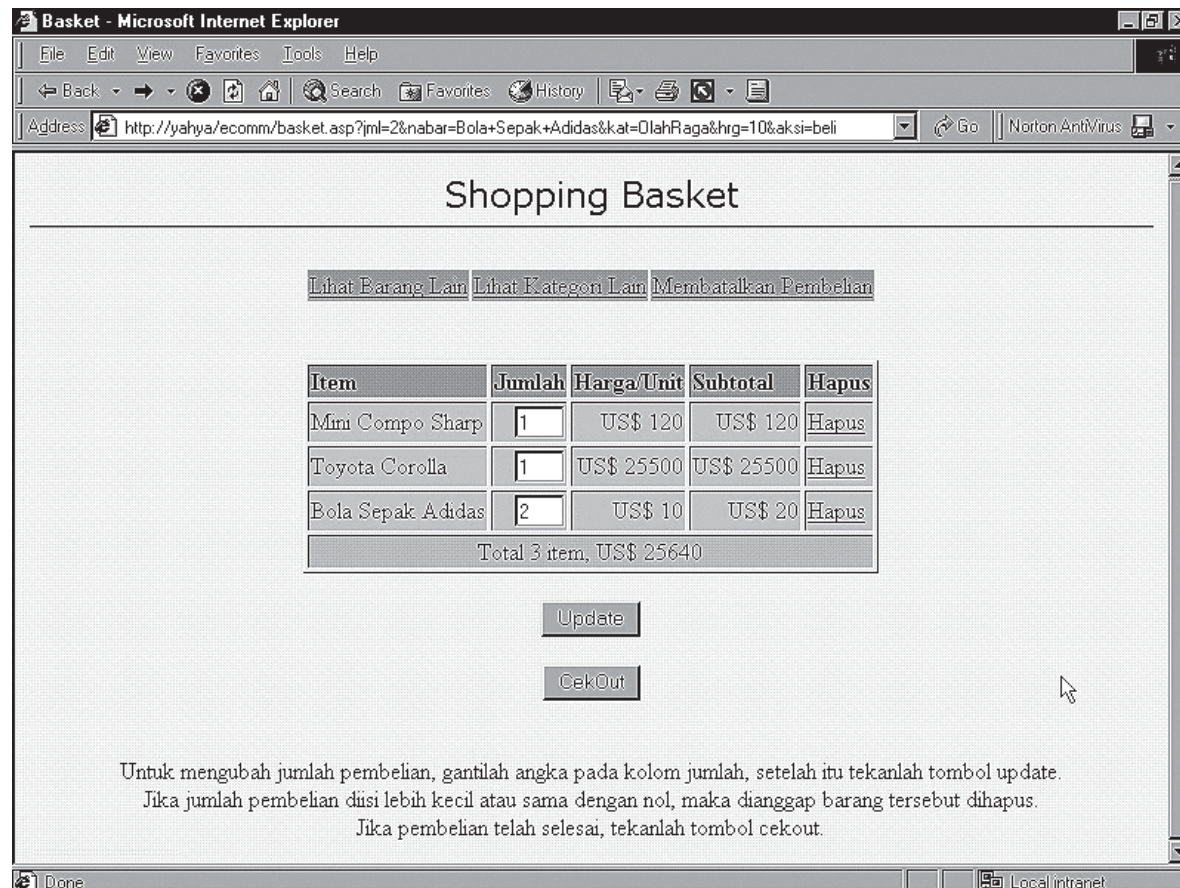 Basket - Microsoft Internet Explorer
File Edit View Favorites Tools Help
Back Search Favorites History
Address http://yahya/ecomm/basket.asp?jml=2&nabar=Bola+Sepak+Adidas&kat=OlahRaga&hrg=10&aksi=beli Go Norton AntiVirus
Shopping Basket
Lihat Barang Lain Lihat Kategori Lain Membatalkan Pembelian
Item Jumlah Harga/Unit Subtotal Hapus
Mini Compo Sharp 1 US$ 120 US$ 120 Hapus
Toyota Corolla 1 US$ 25500 US$ 25500 Hapus
Bola Sepak Adidas 2 US$ 10 US$ 20 Hapus
Total 3 item, US$ 25640
Update
CekOut
Untuk mengubah jumlah pembelian, gantilah angka pada kolom jumlah, setelah itu tekanlah tombol update.
Jika jumlah pembelian diisi lebih kecil atau sama dengan nol, maka dianggap barang tersebut dihapus.
Jika pembelian telah selesai, tekanlah tombol cekout.
Done Local intranet